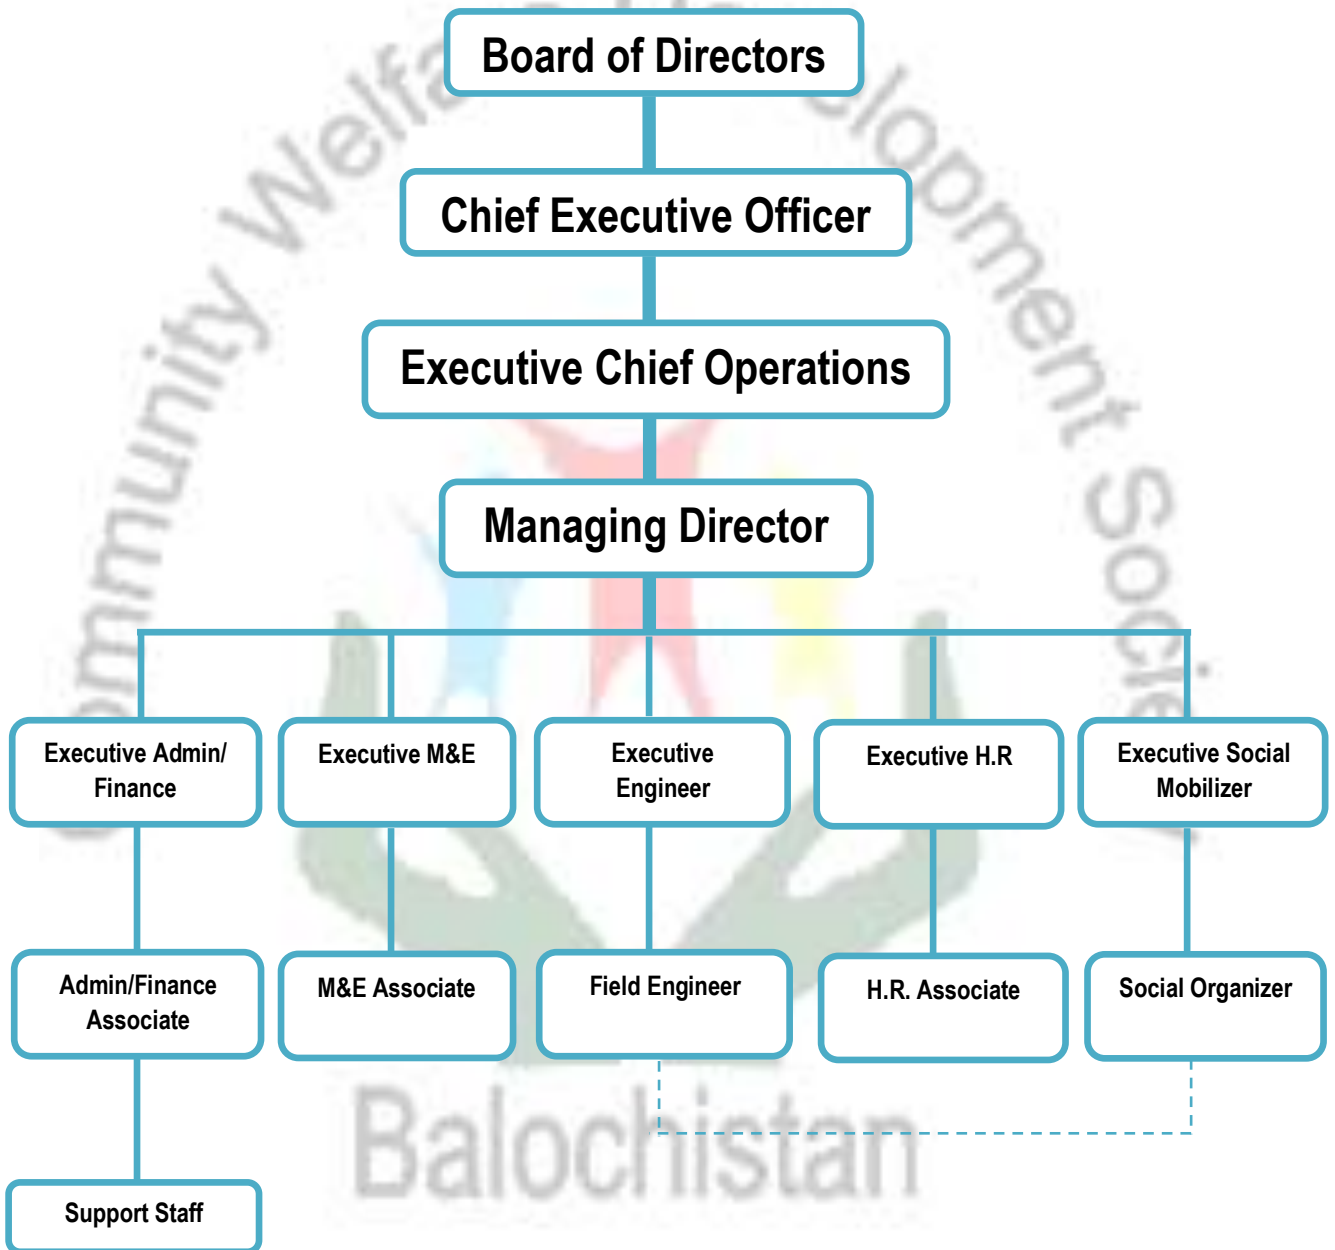 Board of Directors
Chief Executive Officer
Executive Chief Operations
Managing Director
Executive Admin/
Finance
Executive M&E
Executive
Engineer
Executive H.R
Executive Social
Mobilizer
Admin/Finance
Associate
M&E Associate
Field Engineer
H.R. Associate
Social Organizer
Support Staff
Community Welfare Development Society
Balochistan